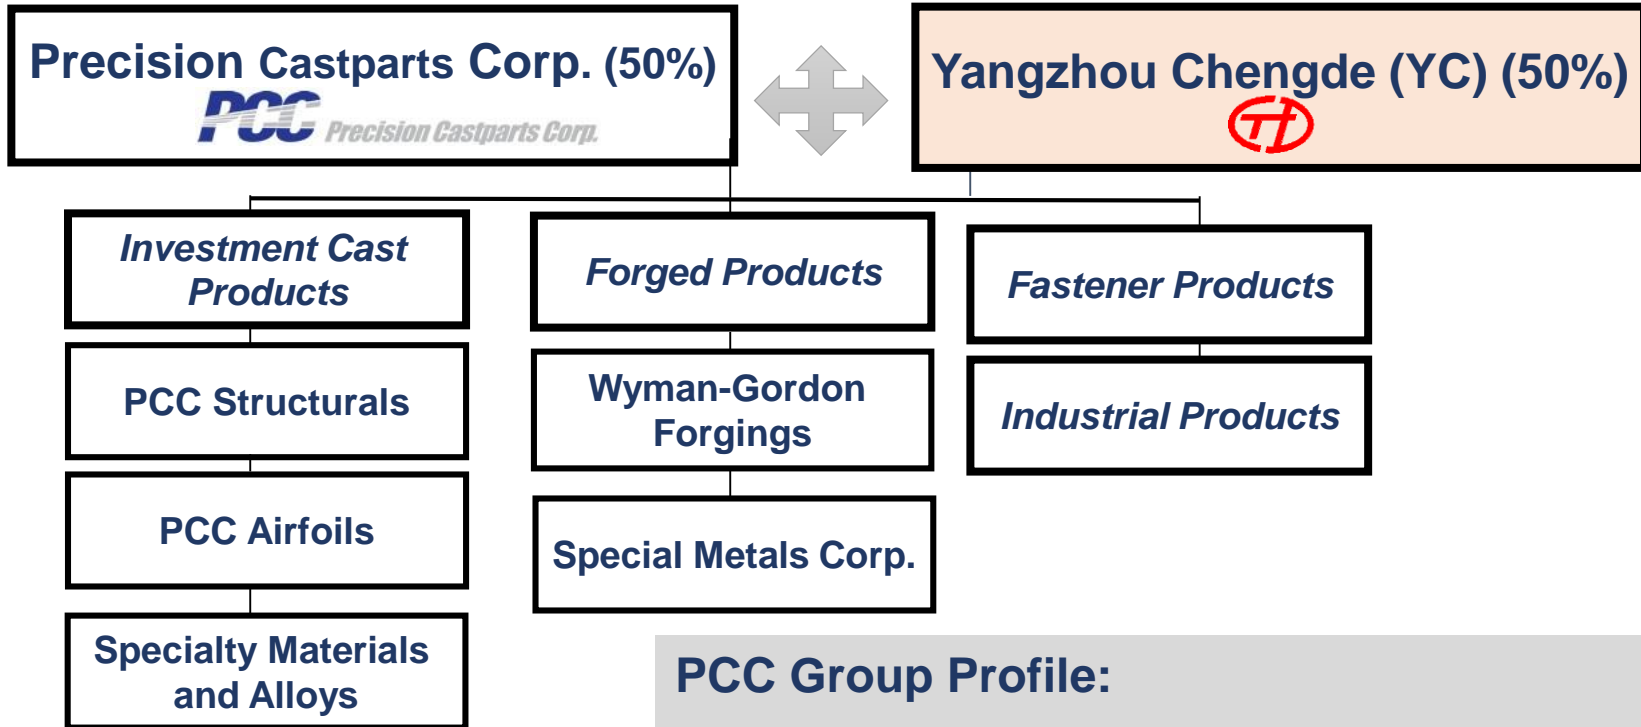 Precision Castparts Corp. (50%)
PCC Precision Castparts Corp.
Yangzhou Chengde (YC) (50%)
Investment Cast
Products
PCC Structurals
PCC Airfoils
Specialty Materials
and Alloys
Forged Products
Wyman-Gordon
Forgings
Special Metals Corp.
Fastener Products
Industrial Products
PCC Group Profile: